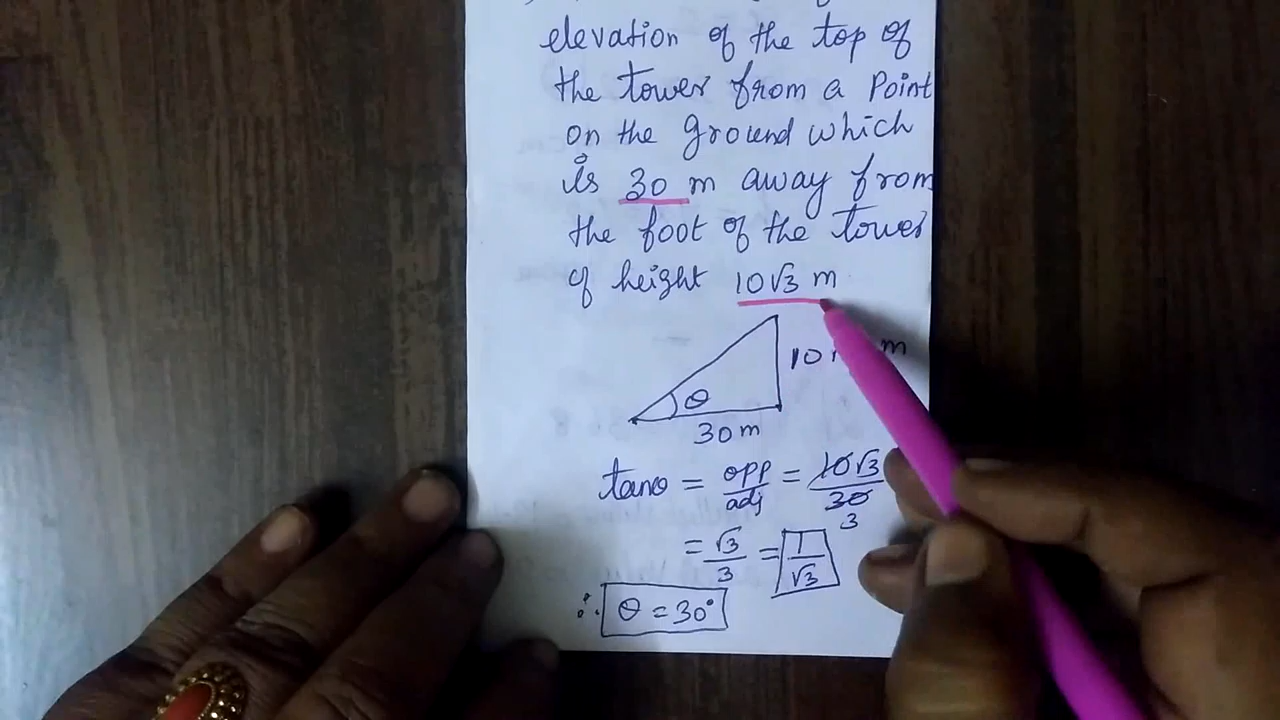 elevation of the top of
the tower from a point
on the ground which
is 30 m away from
the foot of the tower
of height 10√3 m
10 m
θ
30 m
tanθ = opp/adj = 10√3/30
3
= √3/3 = 1/√3
∴ θ = 30°